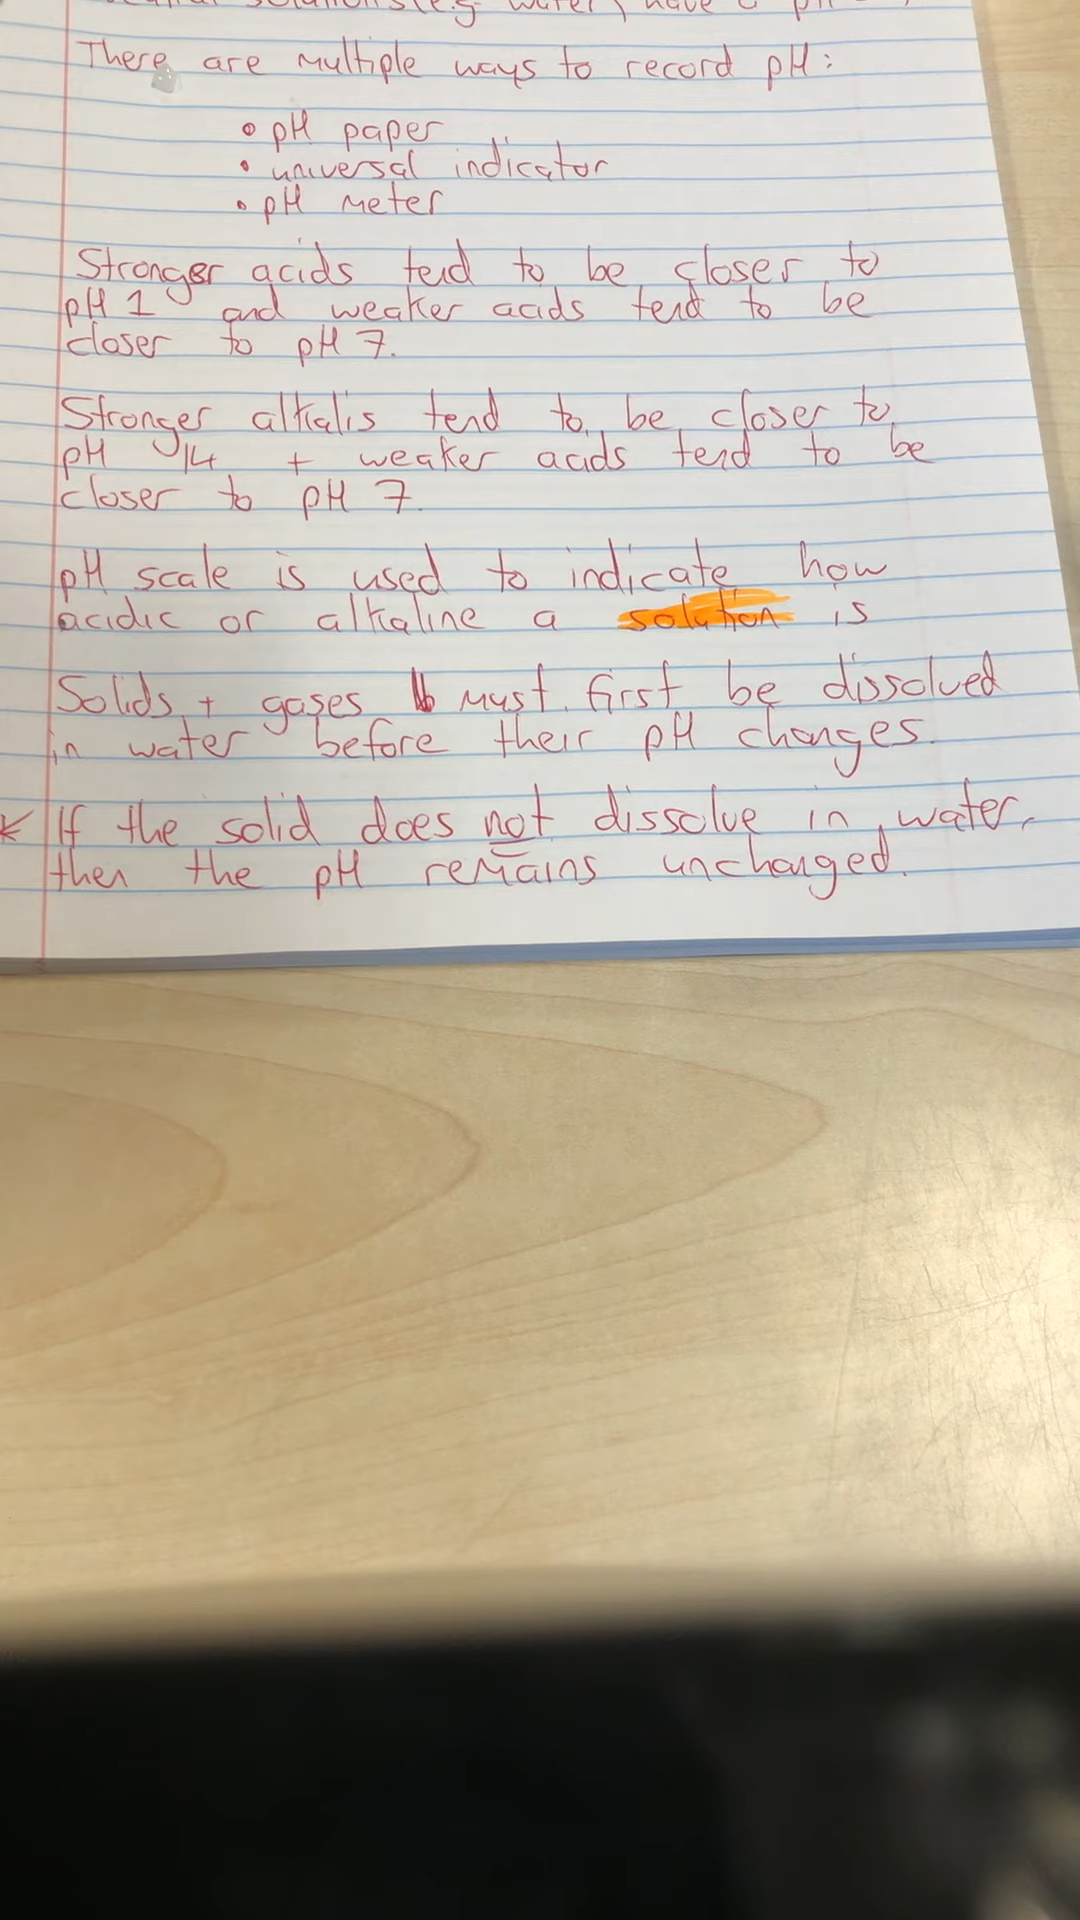 solutions (e.g. water) have a pH
There are multiple ways to record pH:
• pH paper
• universal indicator
• pH meter
Stronger acids tend to be closer to
pH 1 and weaker acids tend to be
closer to pH 7.
Stronger alkalis tend to be closer to
pH 14 + weaker acids tend to be
closer to pH 7.
pH scale is used to indicate how
acidic or alkaline a solution is
Solids + gases must first be dissolved
in water before their pH changes.
* If the solid does not dissolve in water,
then the pH remains unchanged.